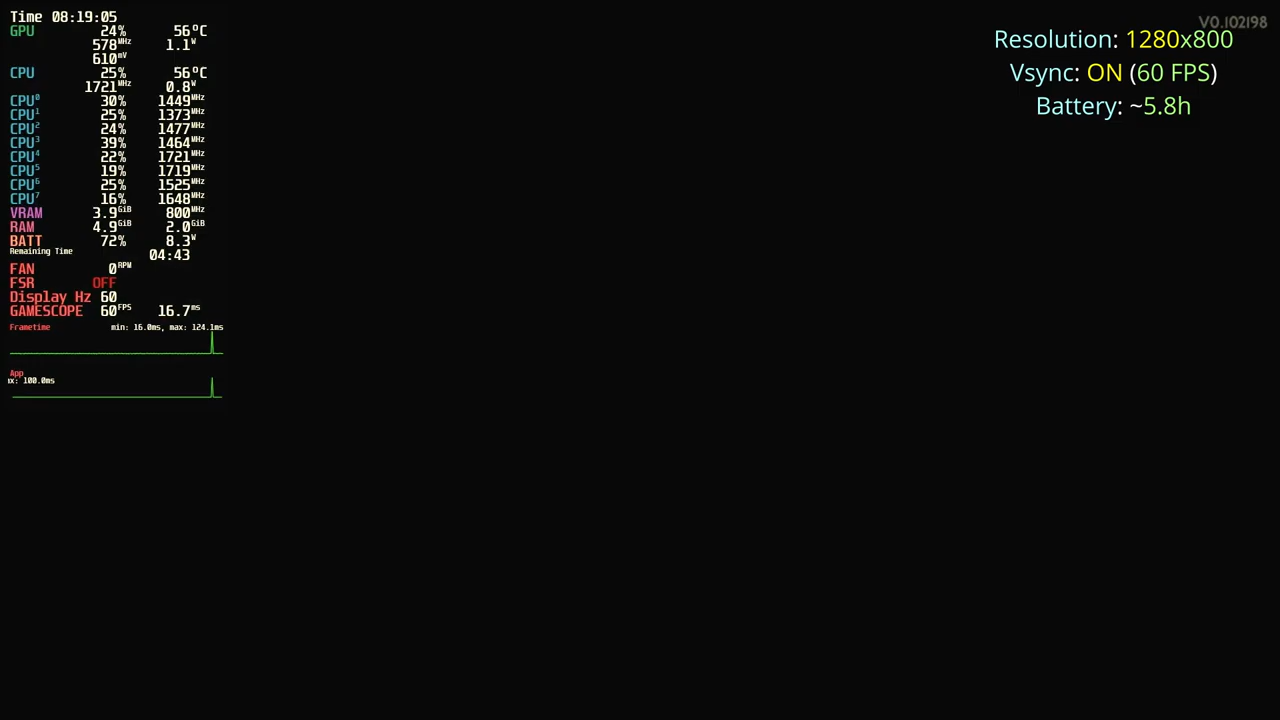 Time 08:19:05
GPU 24% 56°C
578MHz 1.1W
610mV
CPU 25% 56°C
1721MHz 0.8W
CPU0 30% 1449MHz
CPU1 25% 1373MHz
CPU2 24% 1477MHz
CPU3 39% 1464MHz
CPU4 22% 1721MHz
CPU5 19% 1719MHz
CPU6 25% 1525MHz
CPU7 16% 1648MHz
VRAM 3.9GiB 800MHz
RAM 4.9GiB 2.0GiB
BATT 72% 8.3W
Remaining Time 04:43
FAN 0RPM
FSR OFF
Display Hz 60
GAMESCOPE 60FPS 16.7ms
Frametime min: 16.0ms, max: 124.1ms
App
ax: 100.0ms
V0.102198
Resolution: 1280x800
Vsync: ON (60 FPS)
Battery: ~5.8h